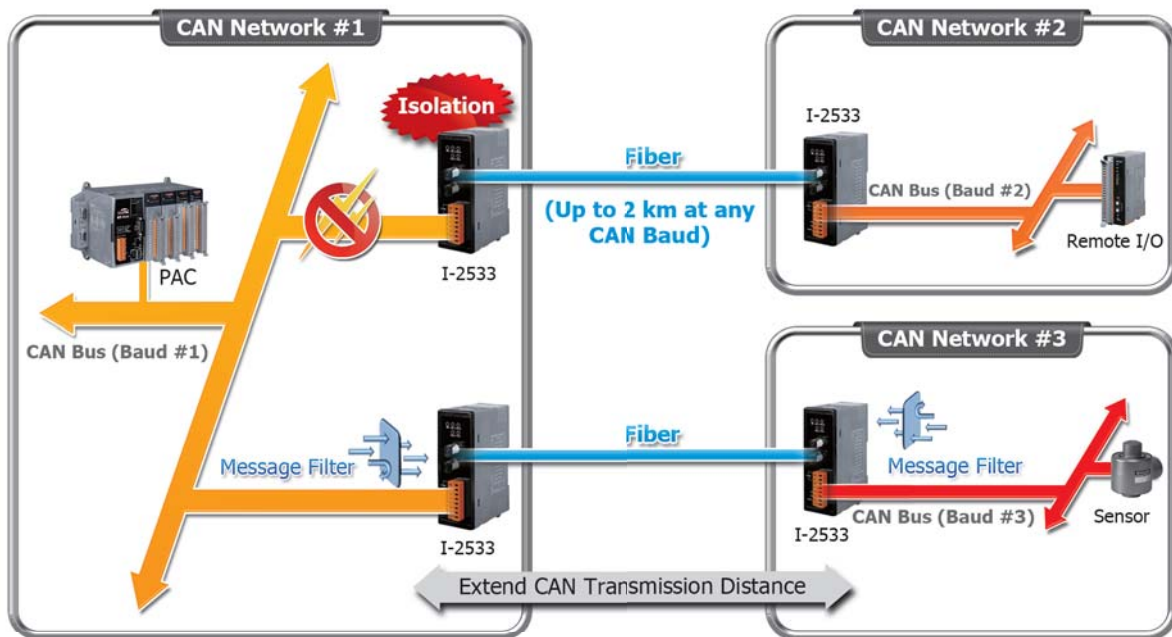 CAN Network #1
Isolation
PAC
I-2533
CAN Bus (Baud #1)
Message Filter
I-2533
Fiber
(Up to 2 km at any
CAN Baud)
Fiber
Extend CAN Transmission Distance
CAN Network #2
I-2533
CAN Bus (Baud #2)
Remote I/O
CAN Network #3
Message Filter
CAN Bus (Baud #3)
I-2533
Sensor